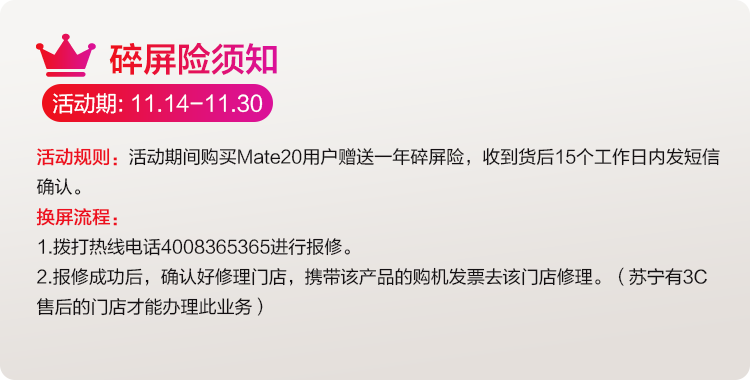 碎屏险须知
活动期: 11.14-11.30
活动规则：活动期间购买Mate20用户赠送一年碎屏险，收到货后15个工作日内发短信
确认。
换屏流程：
1.拨打热线电话4008365365进行报修。
2.报修成功后，确认好修理门店，携带该产品的购机发票去该门店修理。（苏宁有3C
售后的门店才能办理此业务）